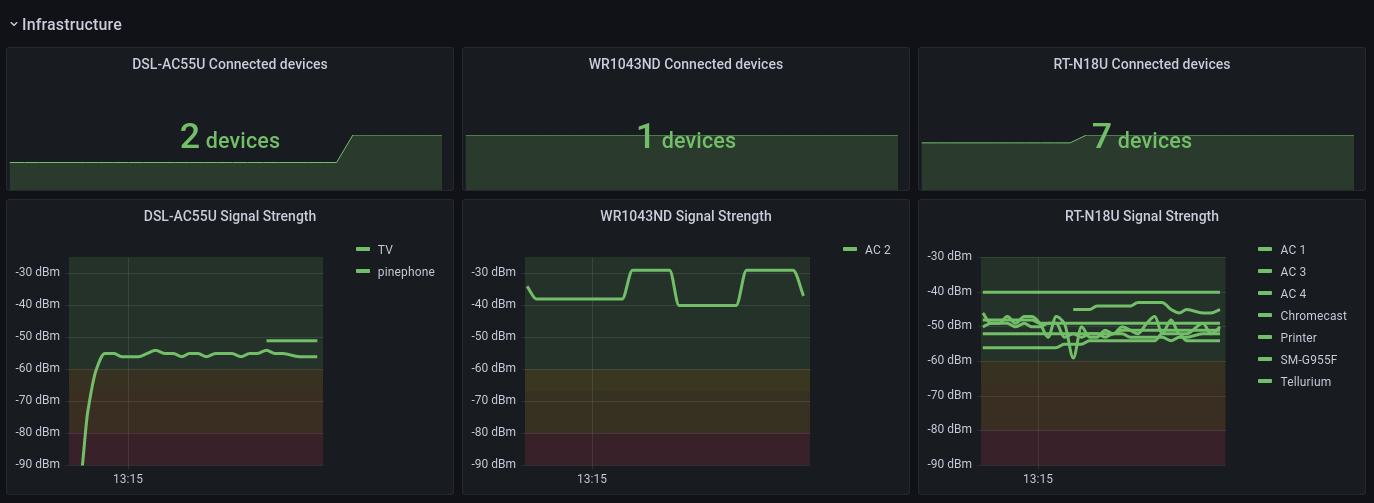 Infrastructure
DSL-AC55U Connected devices
2 devices
WR1043ND Connected devices
1 devices
RT-N18U Connected devices
7 devices
DSL-AC55U Signal Strength
-30 dBm
-40 dBm
-50 dBm
-60 dBm
-70 dBm
-80 dBm
-90 dBm
13:15
TV
pinephone
WR1043ND Signal Strength
-30 dBm
-40 dBm
-50 dBm
-60 dBm
-70 dBm
-80 dBm
-90 dBm
13:15
AC 2
RT-N18U Signal Strength
-30 dBm
-40 dBm
-50 dBm
-60 dBm
-70 dBm
-80 dBm
-90 dBm
13:15
AC 1
AC 3
AC 4
Chromecast
Printer
SM-G955F
Tellurium